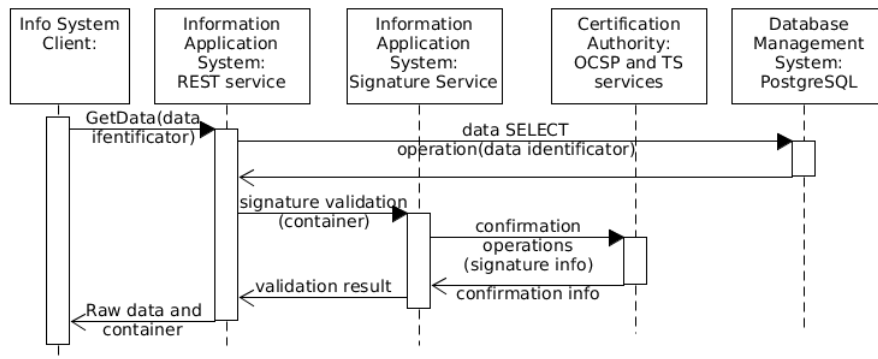 Info System
Client:
Information
Application
System:
REST service
Information
Application
System:
Signature Service
Certification
Authority:
OCSP and TS
services
Database
Management
System:
PostgreSQL
GetData(data
ifentificator)
data SELECT
operation(data identificator)
signature validation
(container)
confirmation
operations
(signature info)
confirmation info
validation result
Raw data and
container